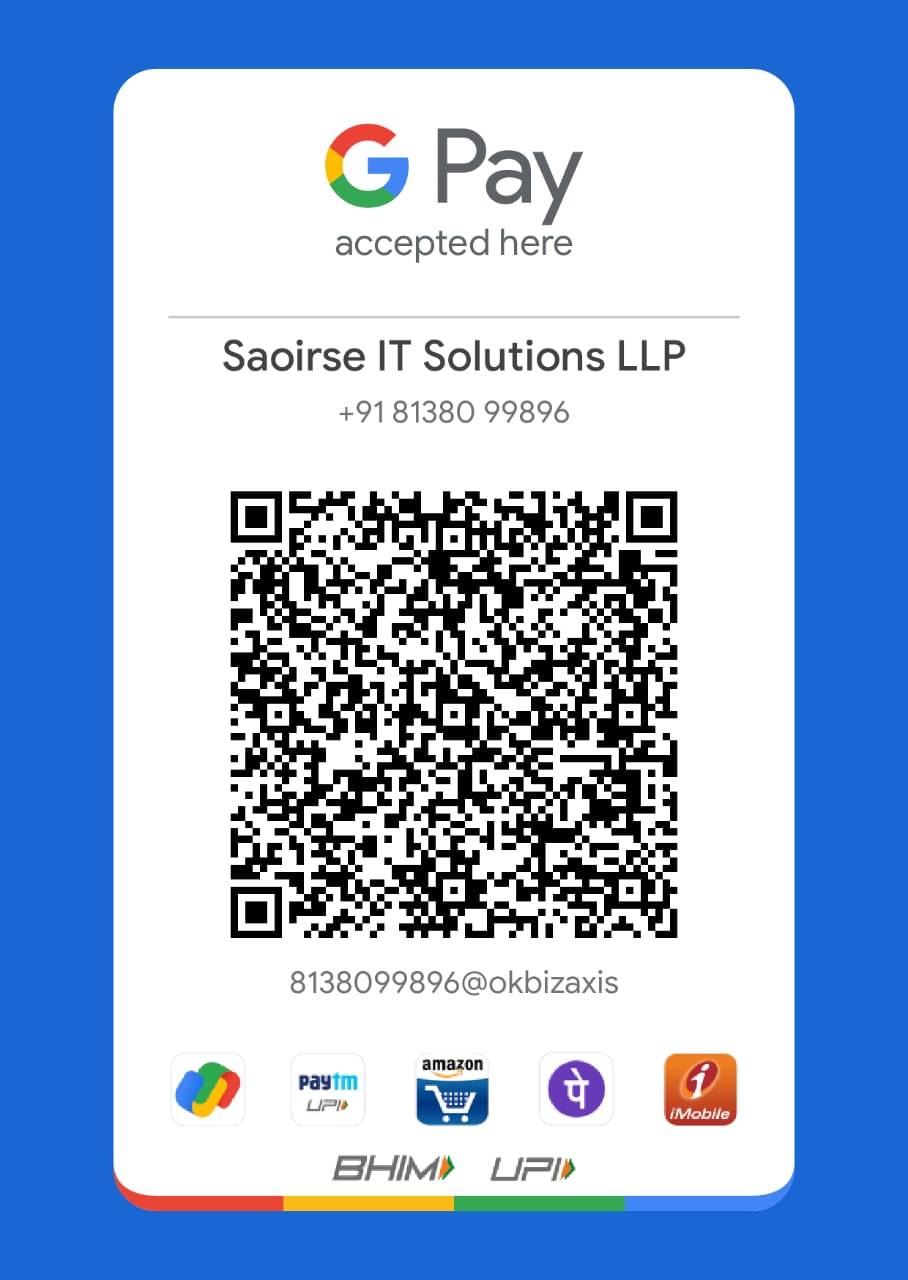 G Pay
accepted here
Saoirse IT Solutions LLP
+91 81380 99896
8138099896@okbizaxis
paytm
UPI
amazon
पे
i
iMobile
BHIM UPI